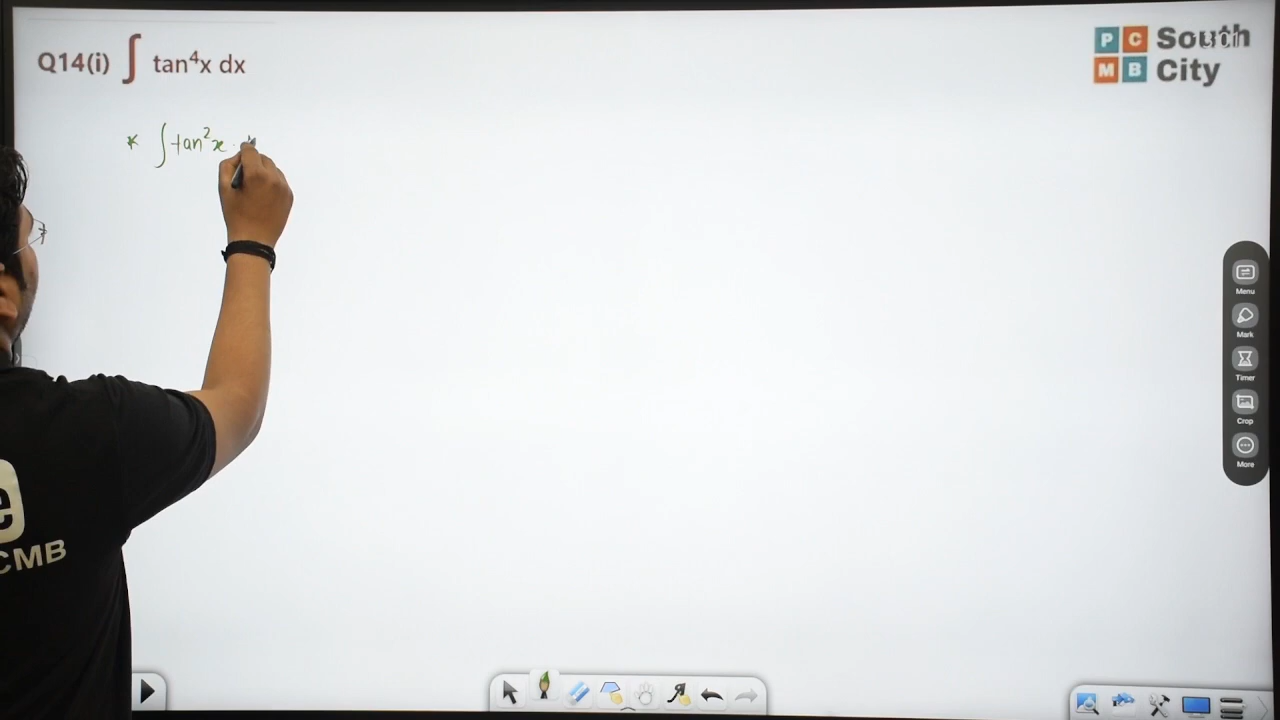 Q14(i) ∫ tan⁴x dx
P C South
M B City
* ∫ tan²x .
Menu
Mark
Timer
Crop
More
e
CMB